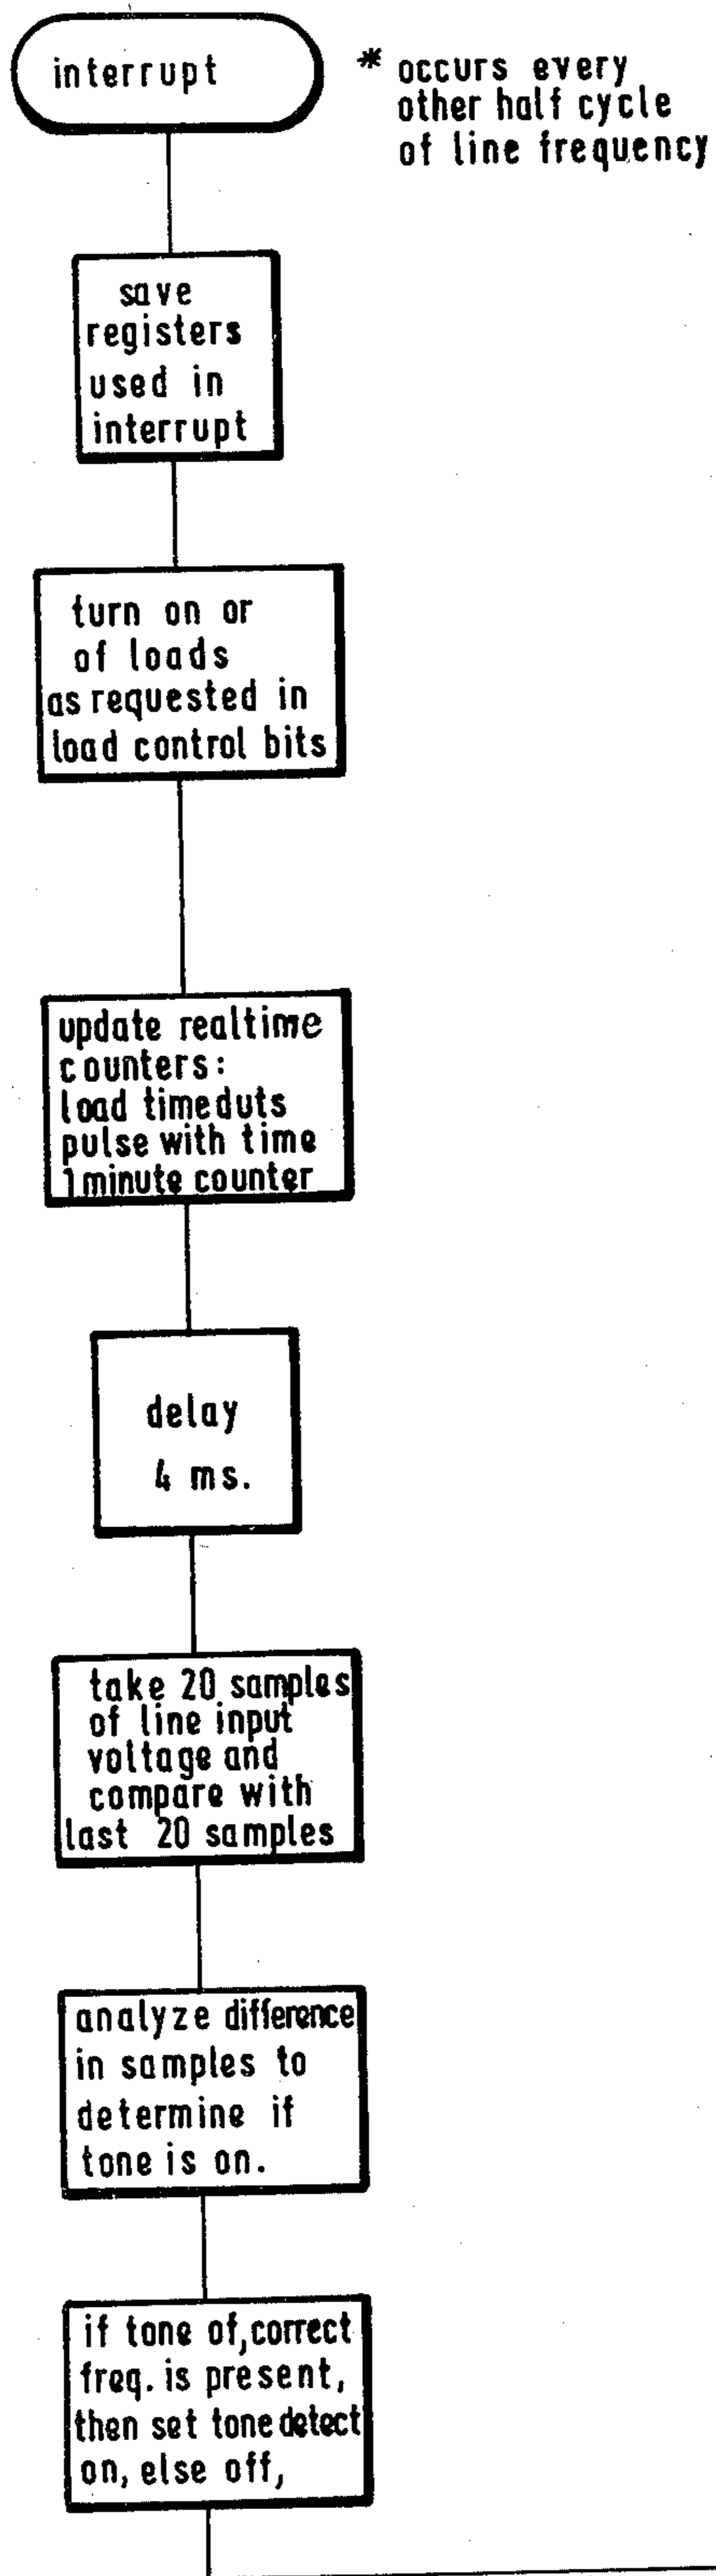 interrupt
* occurs every
other half cycle
of line frequency
save
registers
used in
interrupt
turn on or
of loads
as requested in
load control bits
update realtime
counters:
load timeduts
pulse with time
1minute counter
delay
4 ms.
take 20 samples
of line input
voltage and
compare with
last 20 samples
analyze difference
in samples to
determine if
tone is on.
if tone of,correct
freq. is present,
then set tone detect
on, else off,